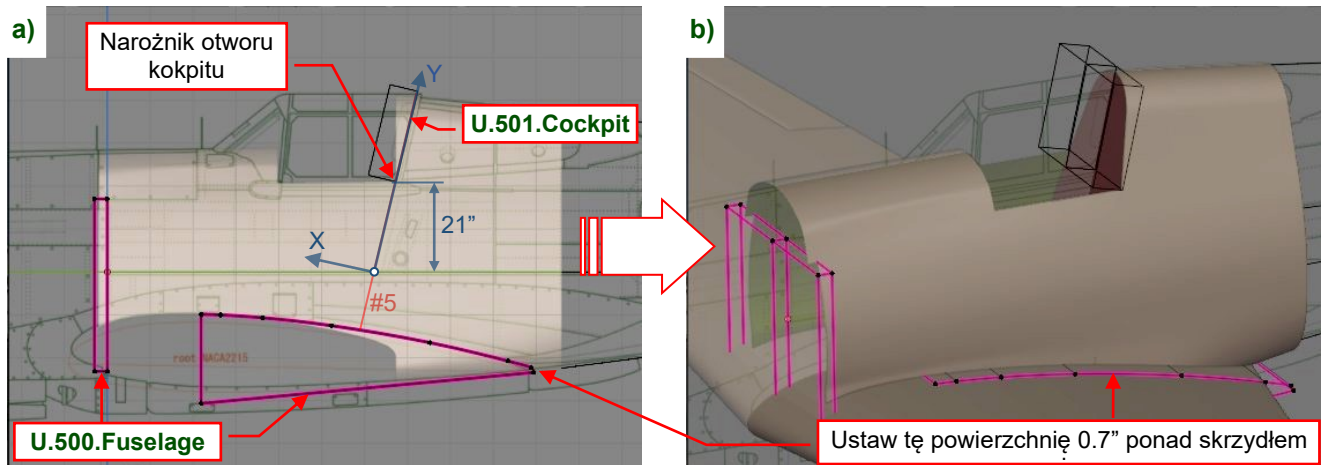 a)
Narożnik otworu
kokpitu
Y
U.501.Cockpit
X
21”
#5
root NACA2215
U.500.Fuselage
b)
Ustaw tę powierzchnię 0.7” ponad skrzydłem